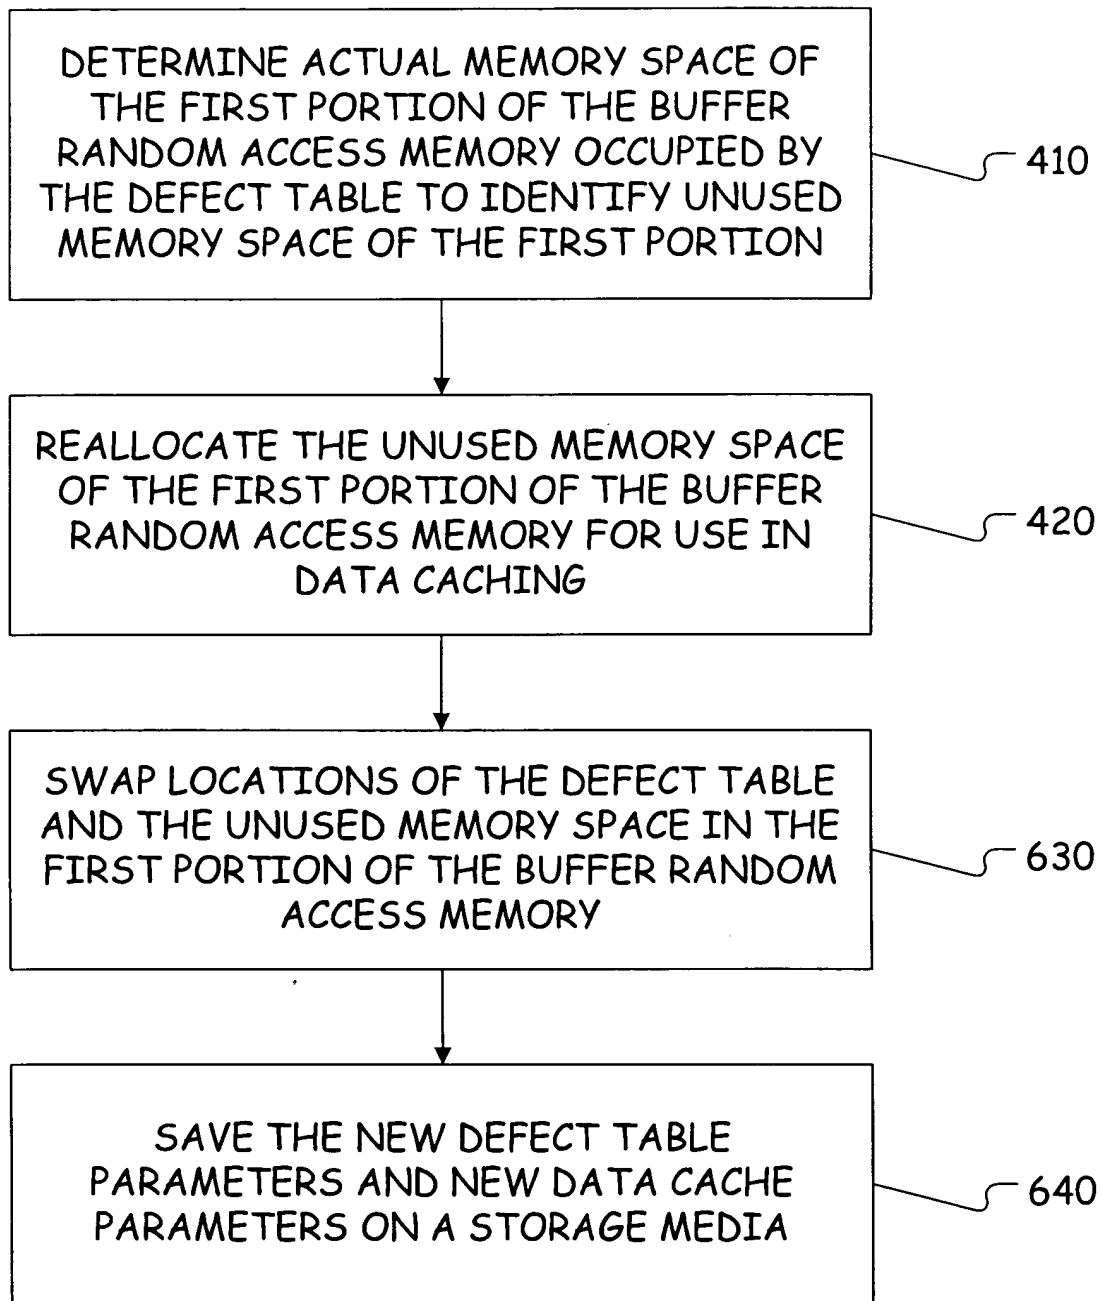 DETERMINE ACTUAL MEMORY SPACE OF
THE FIRST PORTION OF THE BUFFER
RANDOM ACCESS MEMORY OCCUPIED BY
THE DEFECT TABLE TO IDENTIFY UNUSED
MEMORY SPACE OF THE FIRST PORTION
410
REALLOCATE THE UNUSED MEMORY SPACE
OF THE FIRST PORTION OF THE BUFFER
RANDOM ACCESS MEMORY FOR USE IN
DATA CACHING
420
SWAP LOCATIONS OF THE DEFECT TABLE
AND THE UNUSED MEMORY SPACE IN THE
FIRST PORTION OF THE BUFFER RANDOM
ACCESS MEMORY
630
SAVE THE NEW DEFECT TABLE
PARAMETERS AND NEW DATA CACHE
PARAMETERS ON A STORAGE MEDIA
640